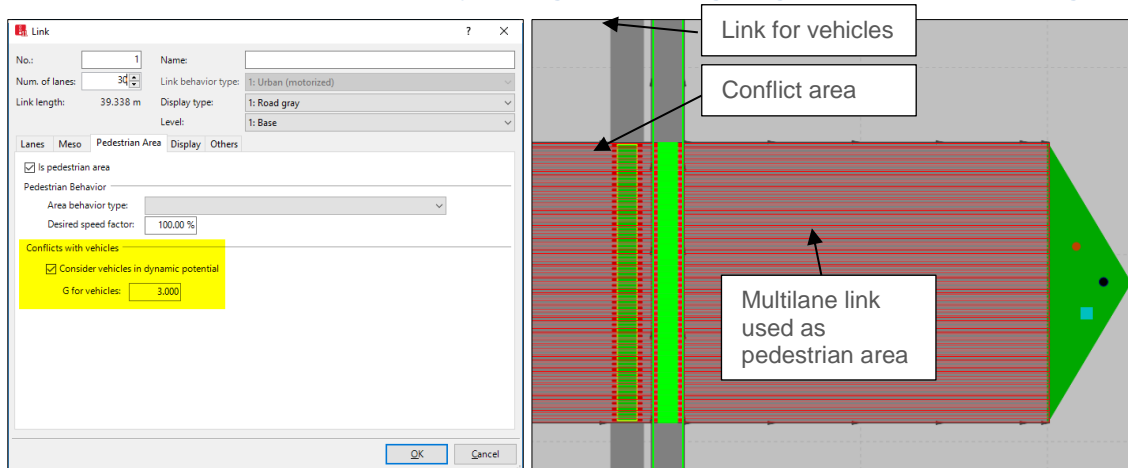 Link
? ×
No.: 1 Name:
Num. of lanes: 30 Link behavior type: 1: Urban (motorized)
Link length: 39.338 m Display type: 1: Road gray
Level: 1: Base
Lanes Meso Pedestrian Area Display Others
Is pedestrian area
Pedestrian Behavior
Area behavior type:
Desired speed factor: 100.00 %
Conflicts with vehicles
Consider vehicles in dynamic potential
G for vehicles: 3.000
OK Cancel
Link for vehicles
Conflict area
Multilane link
used as
pedestrian area